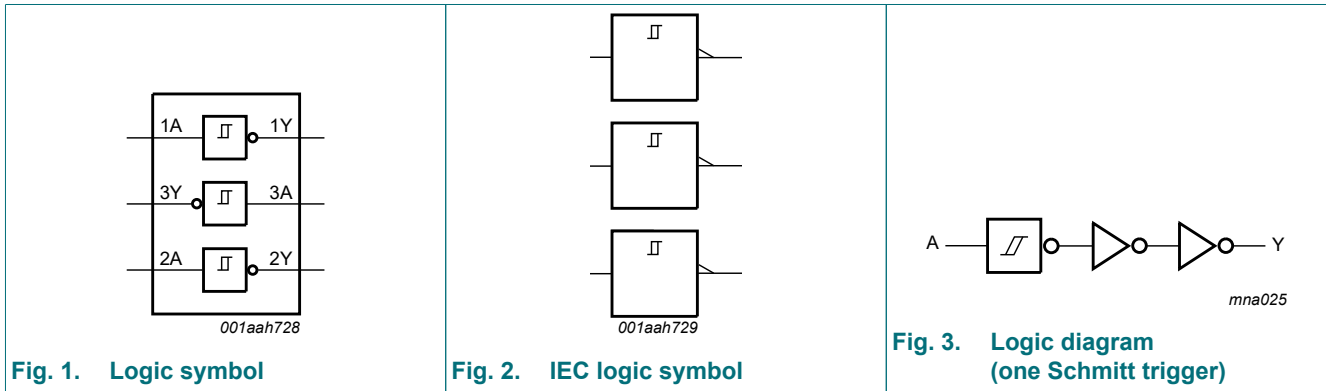 1A 1Y
3Y 3A
2A 2Y
001aah728
Fig. 1. Logic symbol
001aah729
Fig. 2. IEC logic symbol
A Y
mna025
Fig. 3. Logic diagram
(one Schmitt trigger)